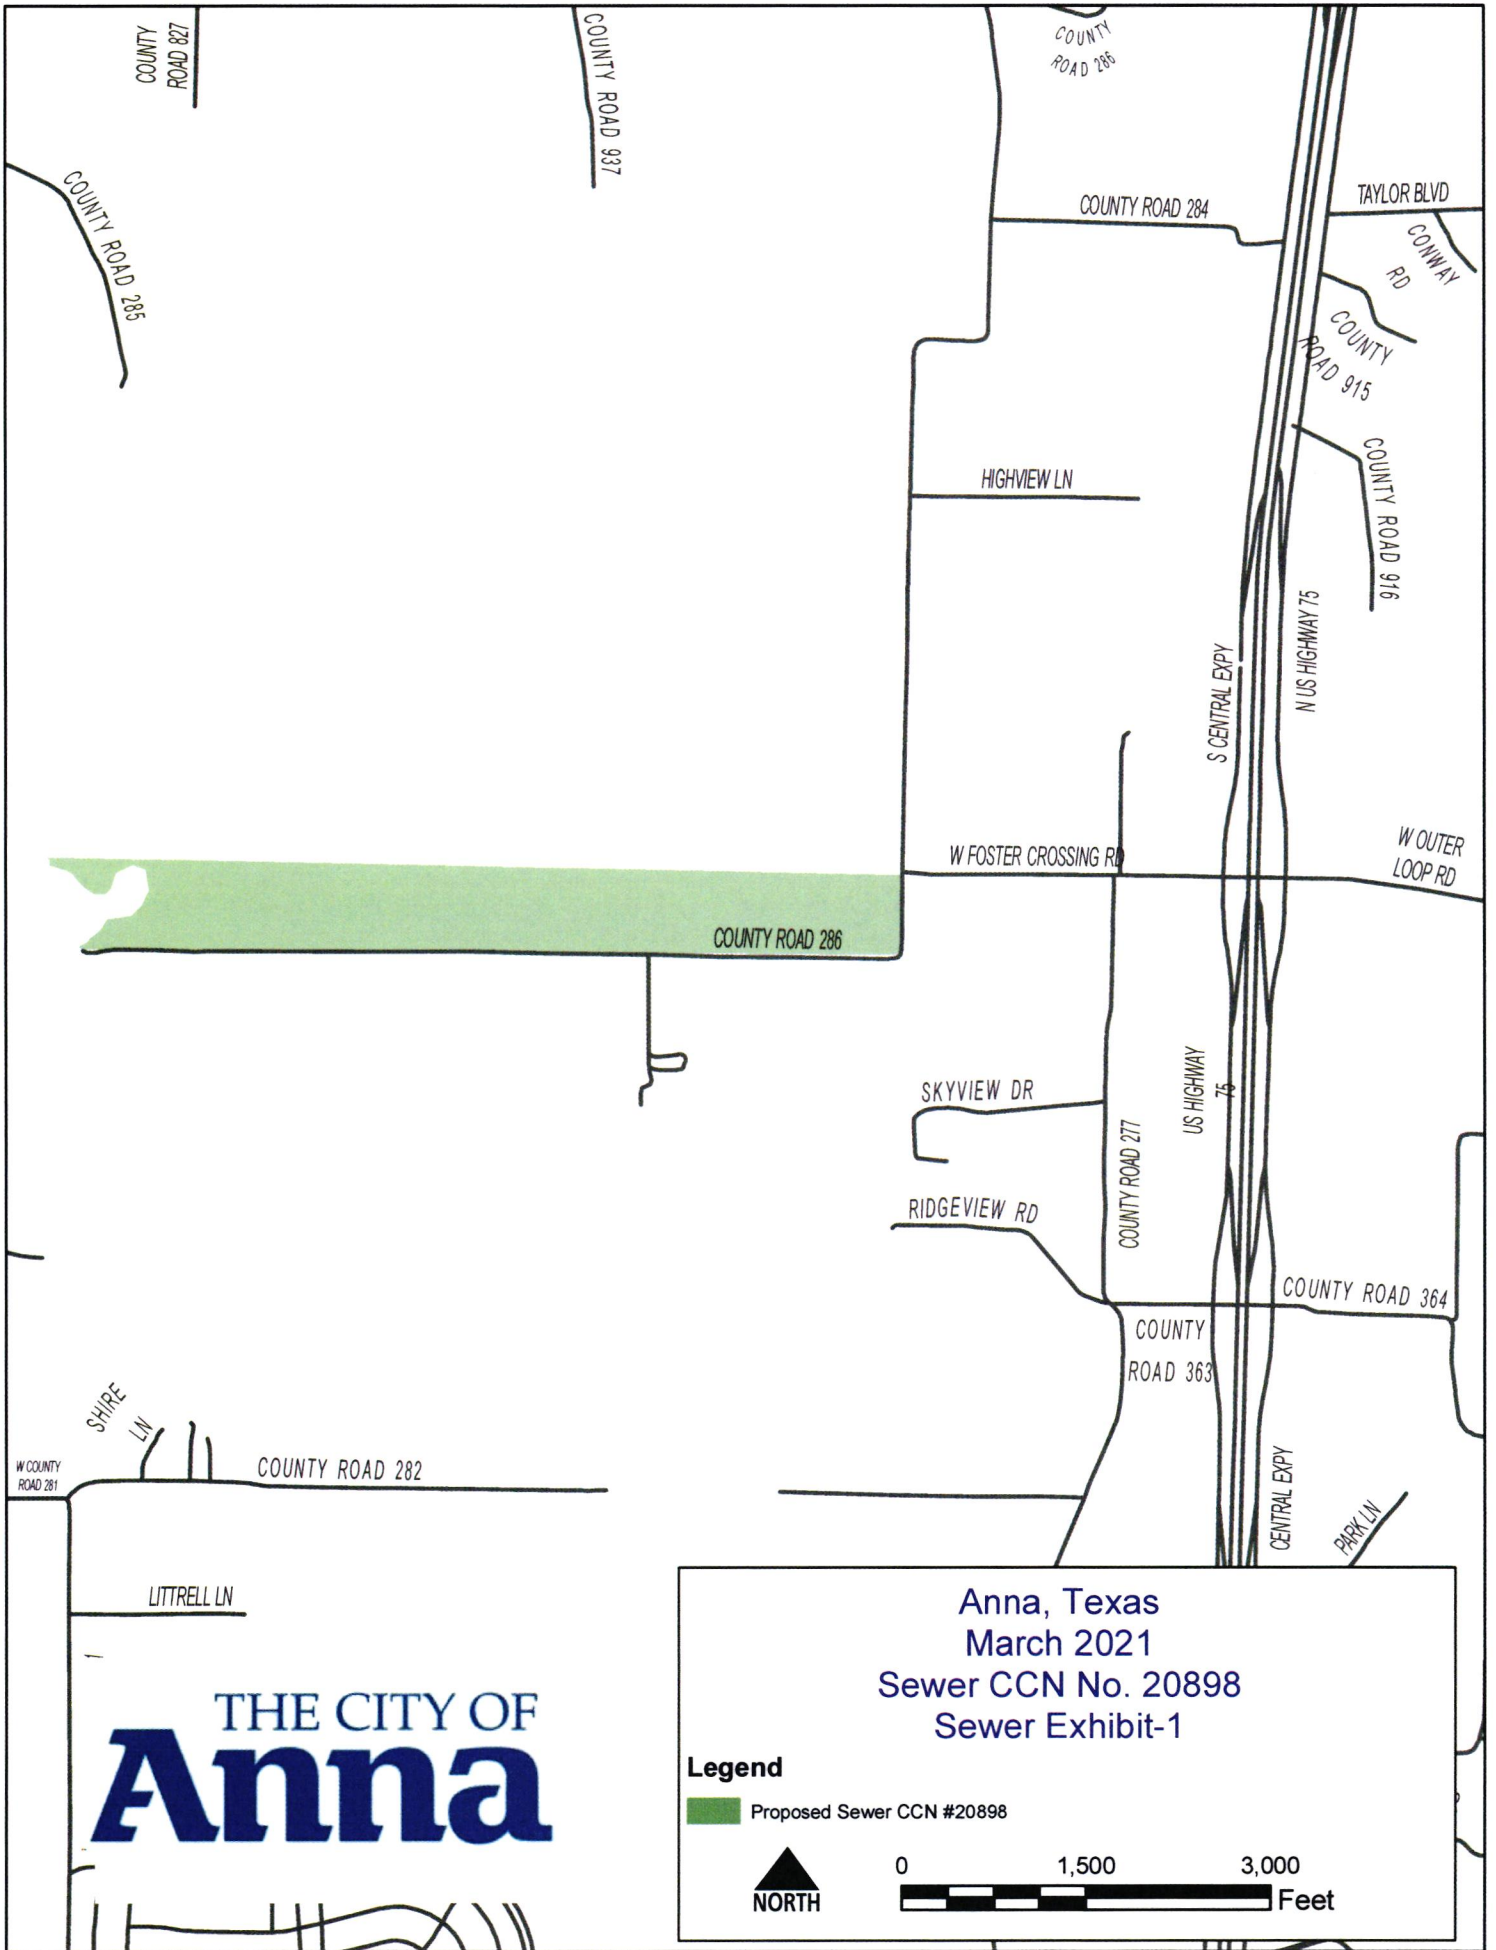 COUNTY
ROAD 827
COUNTY ROAD 937
COUNTY
ROAD 286
COUNTY ROAD 285
COUNTY ROAD 284
TAYLOR BLVD
CONWAY
RD
COUNTY
ROAD 915
HIGHVIEW LN
COUNTY ROAD 916
N US HIGHWAY 75
S CENTRAL EXPY
W FOSTER CROSSING RD
W OUTER
LOOP RD
COUNTY ROAD 286
SKYVIEW DR
US HIGHWAY
75
COUNTY ROAD 277
RIDGEVIEW RD
COUNTY ROAD 364
COUNTY
ROAD 363
SHIRE
LN
W COUNTY
ROAD 281
COUNTY ROAD 282
CENTRAL EXPY
PARK LN
LITTRELL LN
THE CITY OF
Anna
Anna, Texas
March 2021
Sewer CCN No. 20898
Sewer Exhibit-1
Legend
Proposed Sewer CCN #20898
NORTH
0 1,500 3,000
Feet